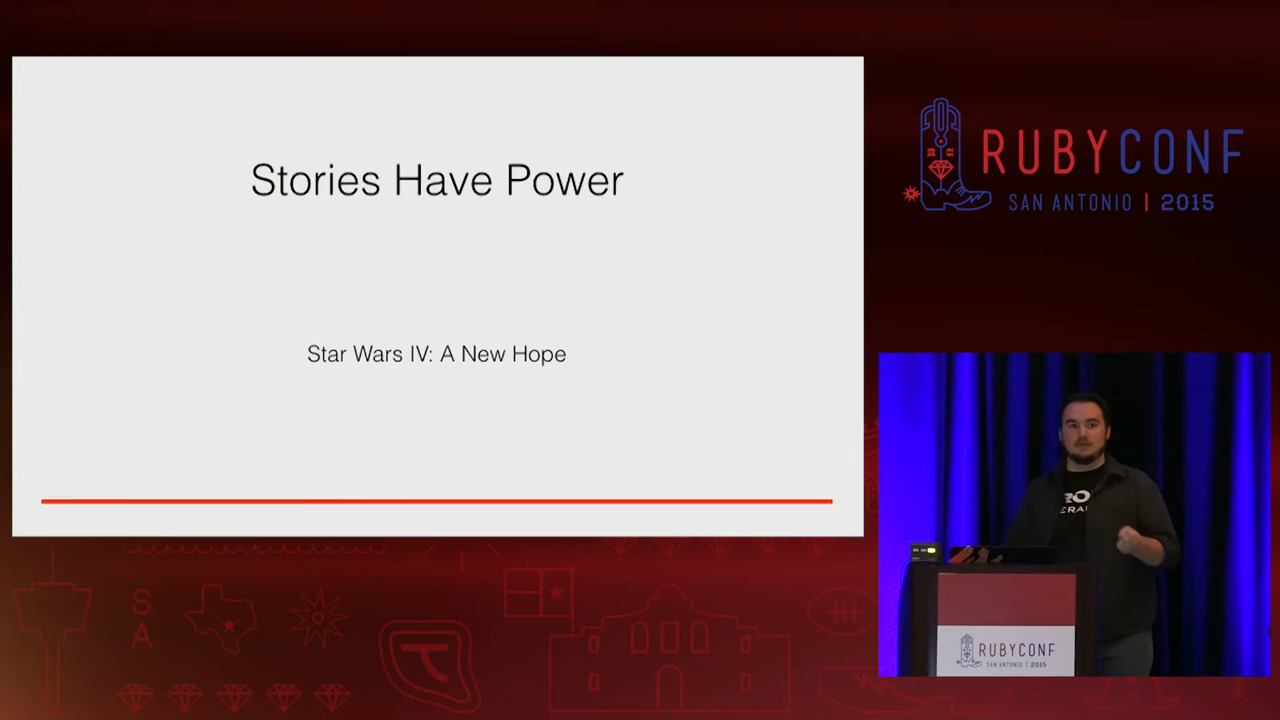 Stories Have Power
Star Wars IV: A New Hope
RUBYCONF
SAN ANTONIO | 2015
S
A
RUBYCONF
SAN ANTONIO | 2015